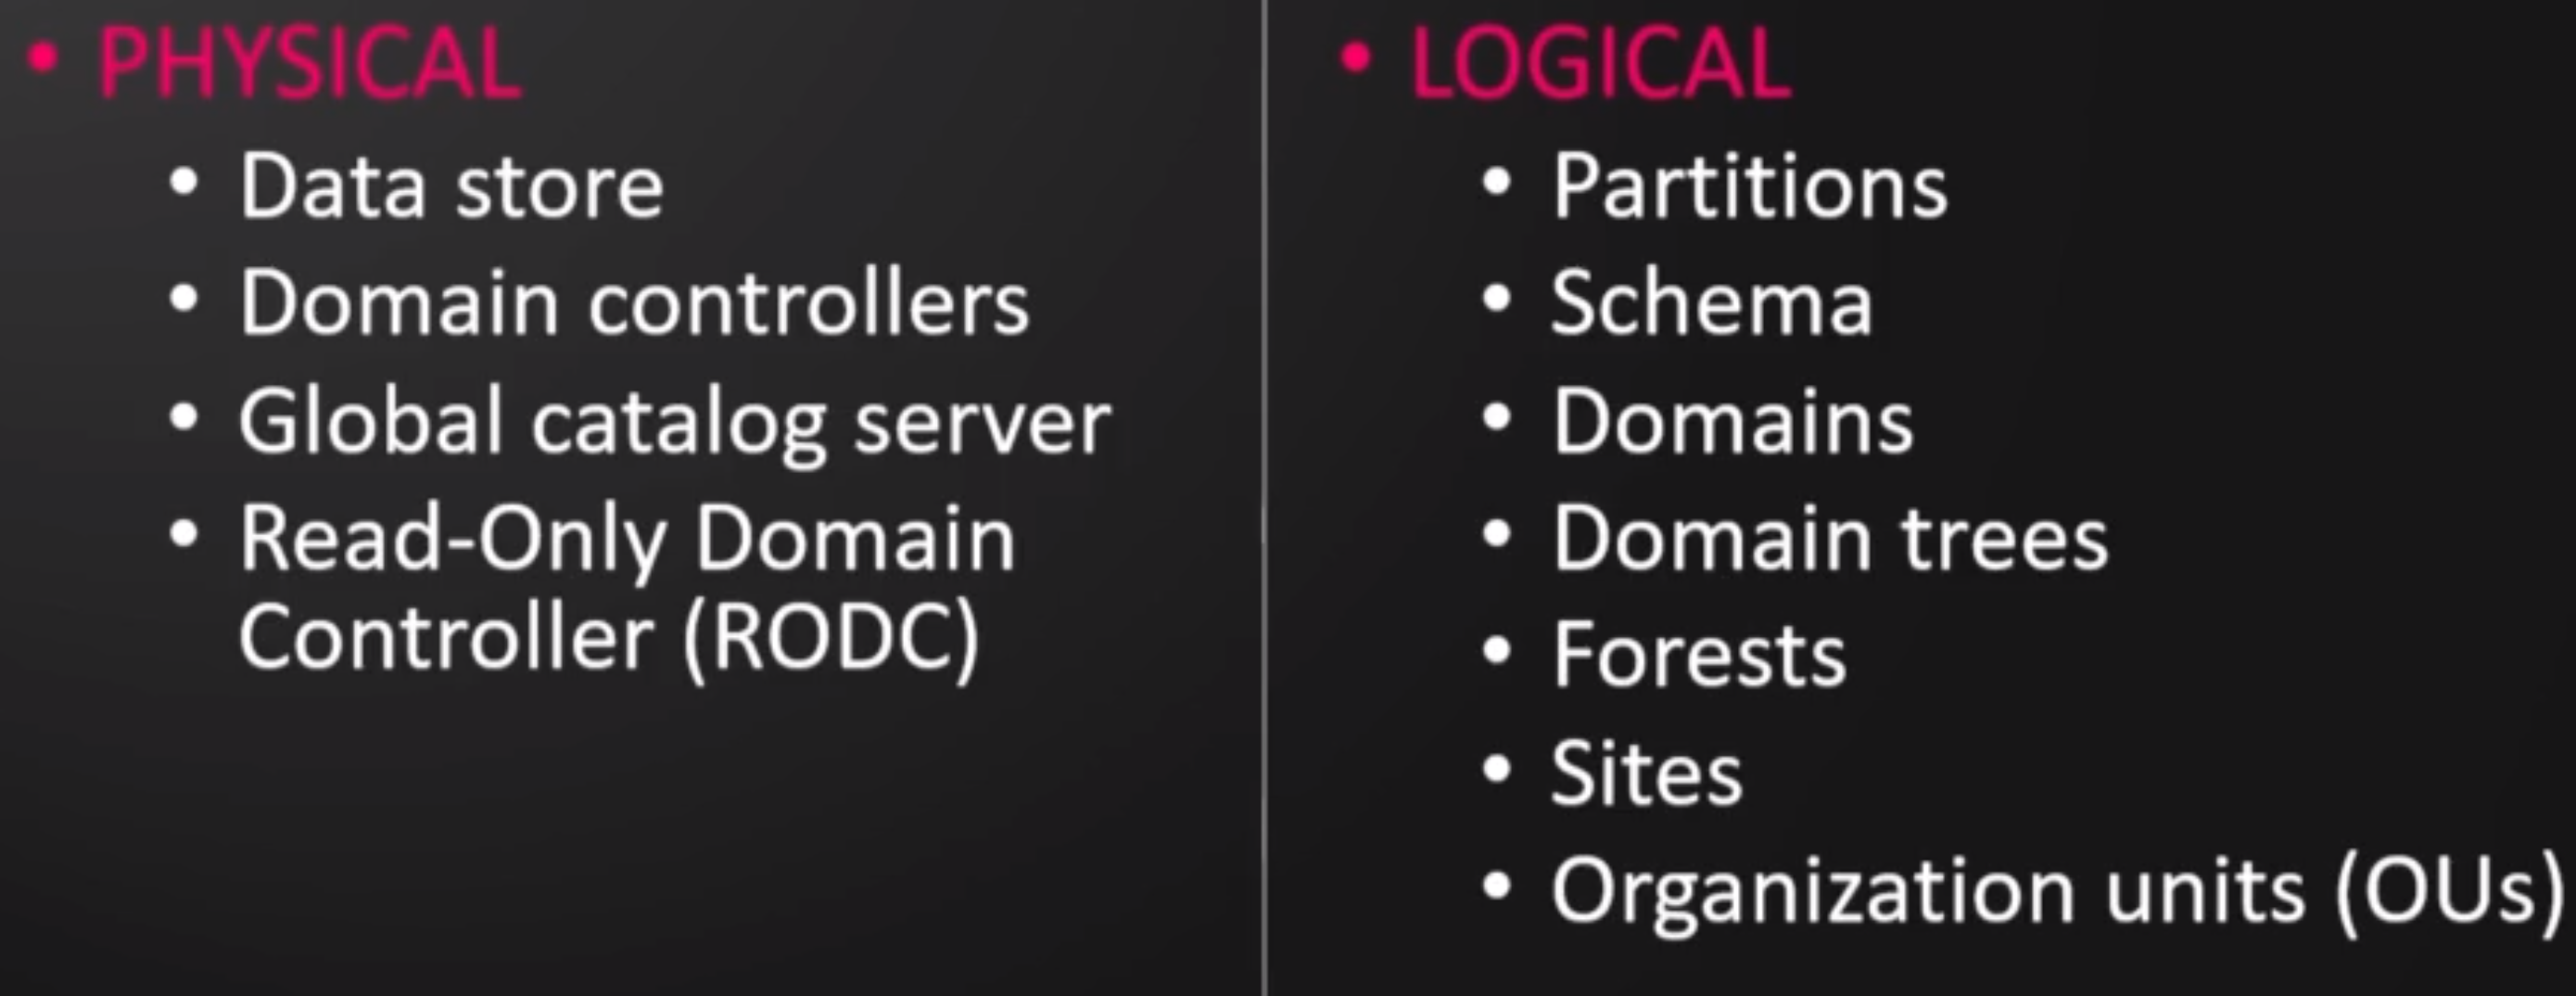 • PHYSICAL
• Data store
• Domain controllers
• Global catalog server
• Read-Only Domain
Controller (RODC)
• LOGICAL
• Partitions
• Schema
• Domains
• Domain trees
• Forests
• Sites
• Organization units (OUs)